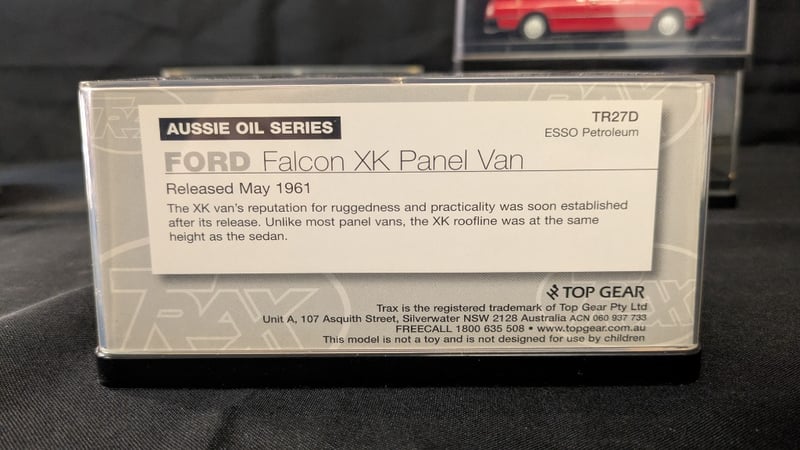 AUSSIE OIL SERIES
TR27D
ESSO Petroleum
FORD Falcon XK Panel Van
Released May 1961
The XK van's reputation for ruggedness and practicality was soon established
after its release. Unlike most panel vans, the XK roofline was at the same
height as the sedan.
TRAX
TOP GEAR
Trax is the registered trademark of Top Gear Pty Ltd
Unit A, 107 Asquith Street, Silverwater NSW 2128 Australia ACN 060 937 733
FREECALL 1800 635 508 • www.topgear.com.au
This model is not a toy and is not designed for use by children